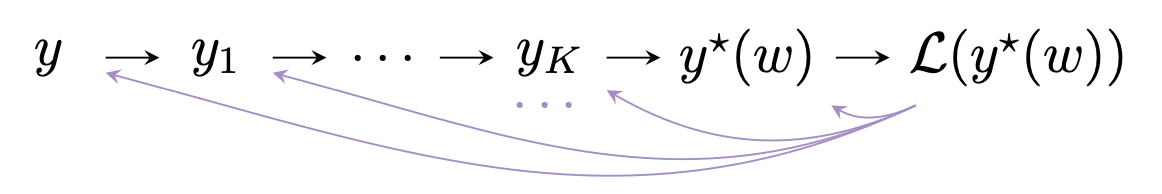 y → y₁ → ··· → y_K → y⋆(w) → ℒ(y⋆(w))
···